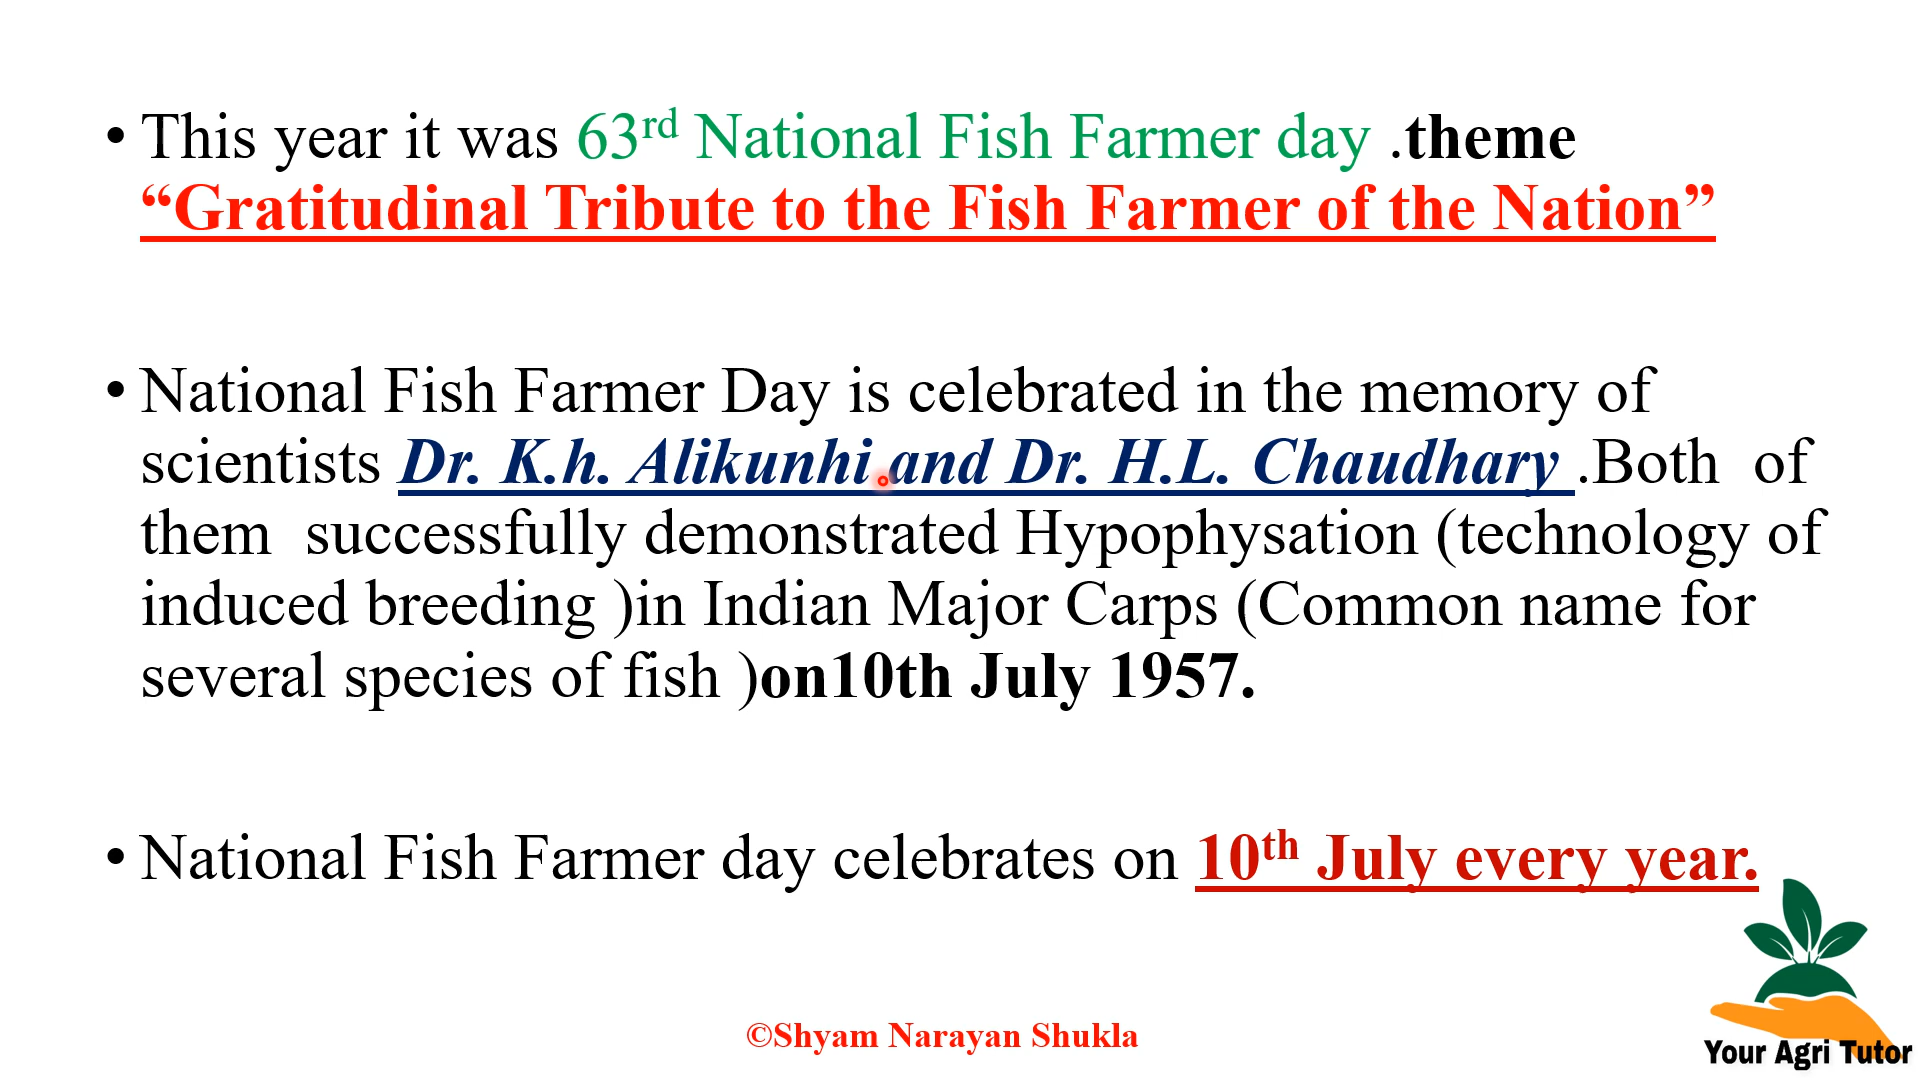 • This year it was 63rd National Fish Farmer day .theme
“Gratitudinal Tribute to the Fish Farmer of the Nation”
• National Fish Farmer Day is celebrated in the memory of
scientists Dr. K.h. Alikunhi and Dr. H.L. Chaudhary .Both of
them successfully demonstrated Hypophysation (technology of
induced breeding )in Indian Major Carps (Common name for
several species of fish )on10th July 1957.
• National Fish Farmer day celebrates on 10th July every year.
©Shyam Narayan Shukla
Your Agri Tutor